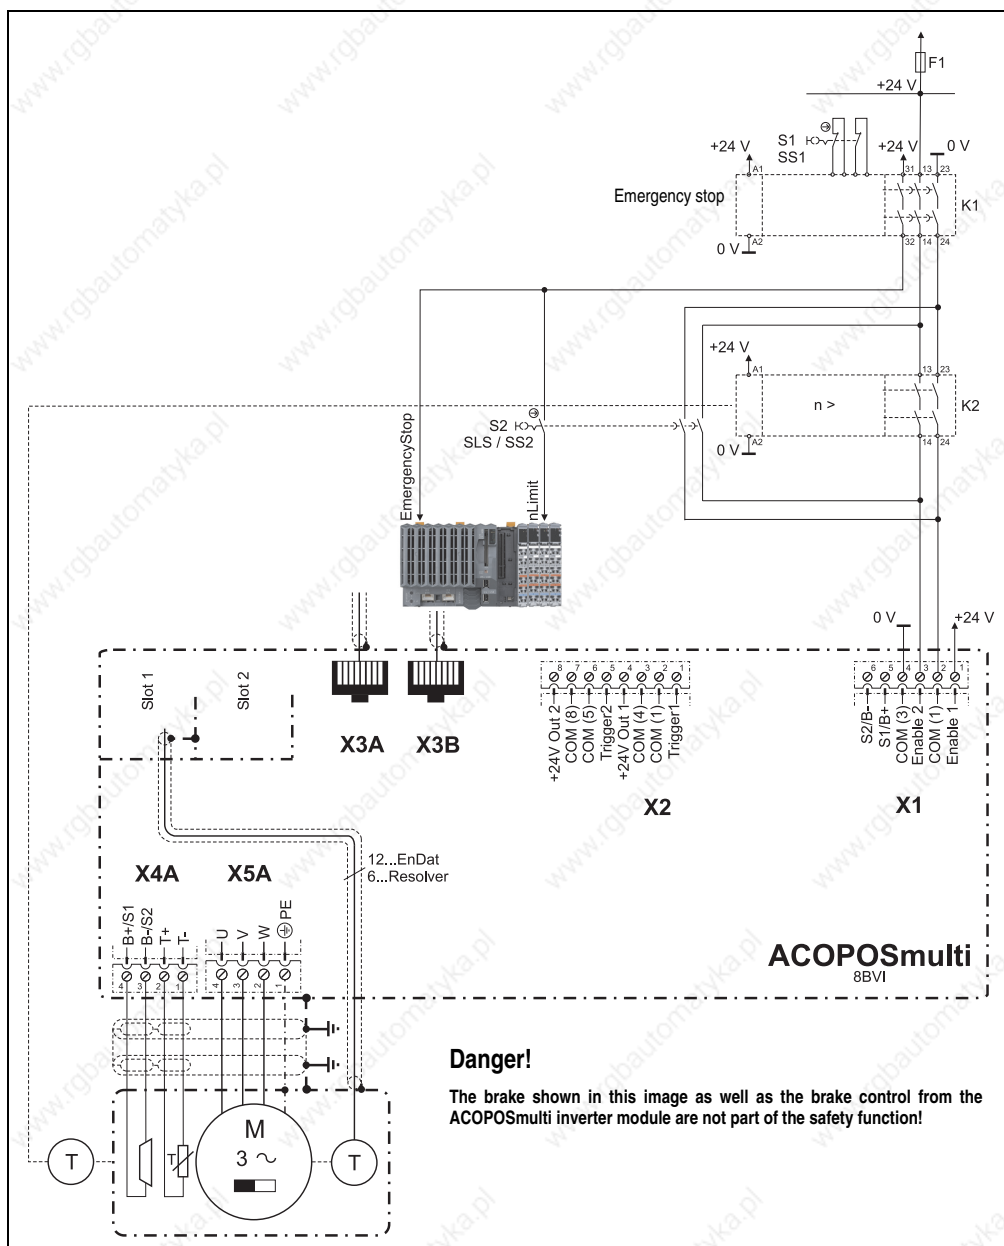 F1
+24 V
S1
SS1
+24 V
+24 V
0 V
A1
31 13 23
Emergency stop
K1
0 V
A2
32 14 24
+24 V
A1
13 23
n >
K2
S2
SLS / SS2
0 V
A2
14 24
EmergencyStop
nLimit
0 V
+24 V
Slot 1
Slot 2
8 7 6 5 4 3 2 1
6 5 4 3 2 1
+24V Out 2
COM (8)
COM (5)
Trigger2
+24V Out 1
COM (4)
COM (1)
Trigger1
S2/B-
S1/B+
COM (3)
Enable 2
COM (1)
Enable 1
X3A
X3B
X2
X1
12...EnDat
6...Resolver
X4A
X5A
B+/S1
B-/S2
T+
T-
U
V
W
PE
4 3 2 1
4 3 2 1
ACOPOSmulti
8BVI
Danger!
The brake shown in this image as well as the brake control from the
ACOPOSmulti inverter module are not part of the safety function!
T
T
M
3 ~
T
www.rgbautomatyka.pl